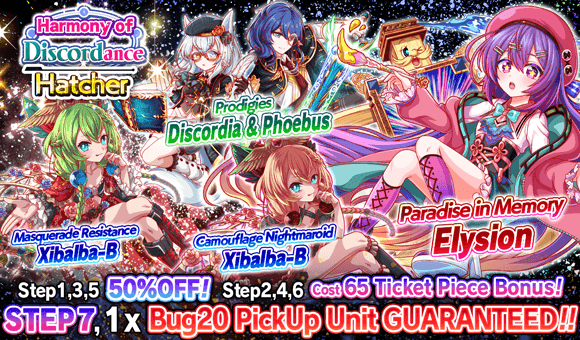 Harmony of
Discordance
Hatcher
Prodigies
Discordia & Phoebus
Masquerade Resistance
Xibalba-B
Camouflage Nightmaroid
Xibalba-B
Paradise in Memory
Elysion
Step1,3,5 50%OFF! Step2,4,6 Cost 65 Ticket Piece Bonus!
STEP7, 1x Bug20 PickUp Unit GUARANTEED!!